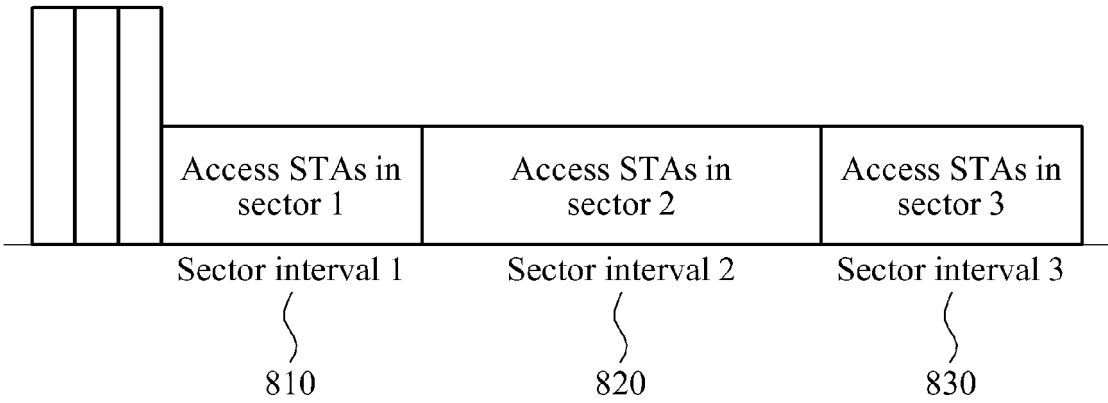 Access STAs in
sector 1
Access STAs in
sector 2
Access STAs in
sector 3
Sector interval 1
Sector interval 2
Sector interval 3
810
820
830